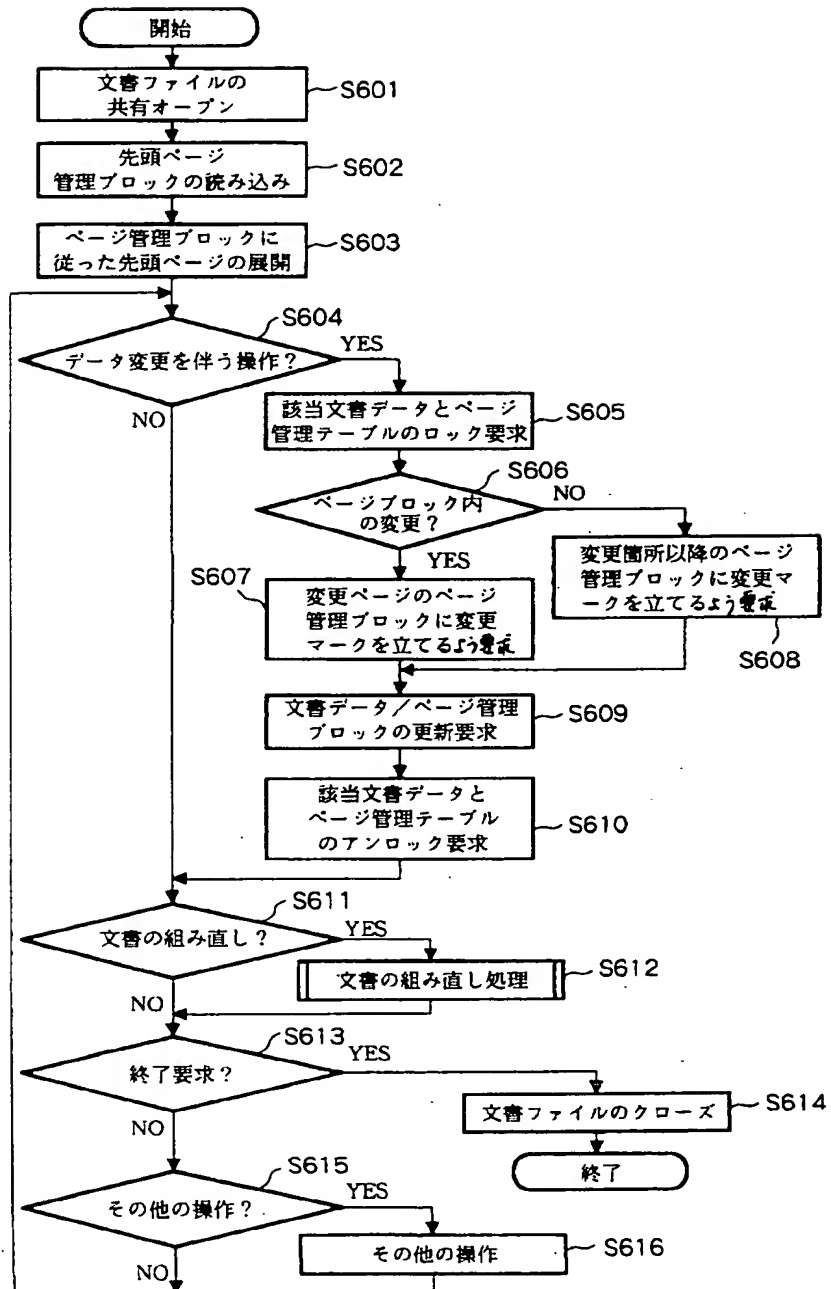 開始
文書ファイルの
共有オープン
S601
先頭ページ
管理ブロックの読み込み
S602
ページ管理ブロックに
従った先頭ページの展開
S603
S604
データ変更を伴う操作?
YES
NO
該当文書データとページ
管理テーブルのロック要求
S605
S606
ページブロック内
の変更?
NO
YES
S607
変更ページのページ
管理ブロックに変更
マークを立てるよう要求
変更箇所以降のページ
管理ブロックに変更マ
ークを立てるよう要求
S608
文書データ/ページ管理
ブロックの更新要求
S609
該当文書データと
ページ管理テーブル
のアンロック要求
S610
S611
文書の組み直し?
YES
NO
文書の組み直し処理
S612
S613
終了要求?
YES
NO
文書ファイルのクローズ
S614
終了
S615
その他の操作?
YES
NO
その他の操作
S616